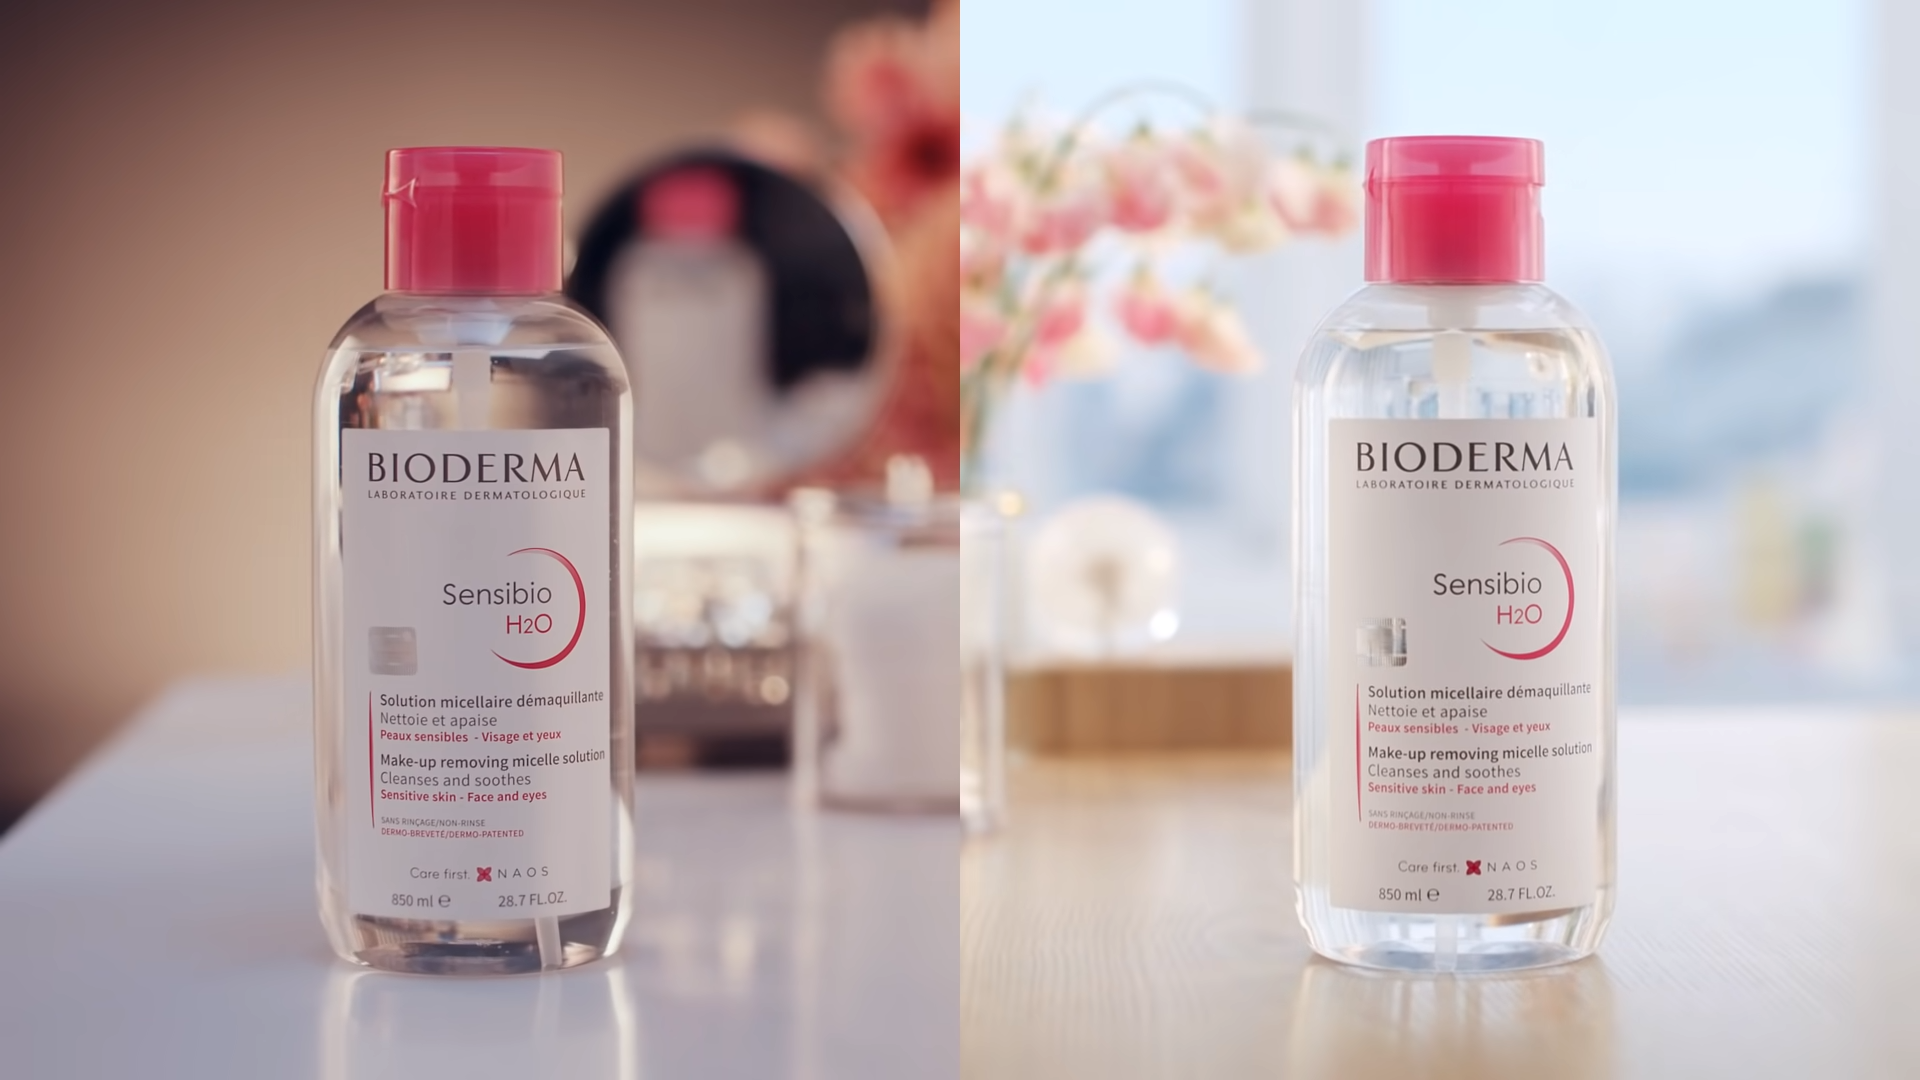 BIODERMA
LABORATOIRE DERMATOLOGIQUE
Sensibio
H2O
Solution micellaire démaquillante
Nettoie et apaise
Peaux sensibles - Visage et yeux
Make-up removing micelle solution
Cleanses and soothes
Sensitive skin - Face and eyes
SANS RINÇAGE/NON-RINSE
DERMO-BREVETÉ/DERMO-PATENTED
Care first. NAOS
850 ml ℮ 28.7 FL.OZ.
BIODERMA
LABORATOIRE DERMATOLOGIQUE
Sensibio
H2O
Solution micellaire démaquillante
Nettoie et apaise
Peaux sensibles - Visage et yeux
Make-up removing micelle solution
Cleanses and soothes
Sensitive skin - Face and eyes
SANS RINÇAGE/NON-RINSE
DERMO-BREVETÉ/DERMO-PATENTED
Care first. NAOS
850 ml ℮ 28.7 FL.OZ.